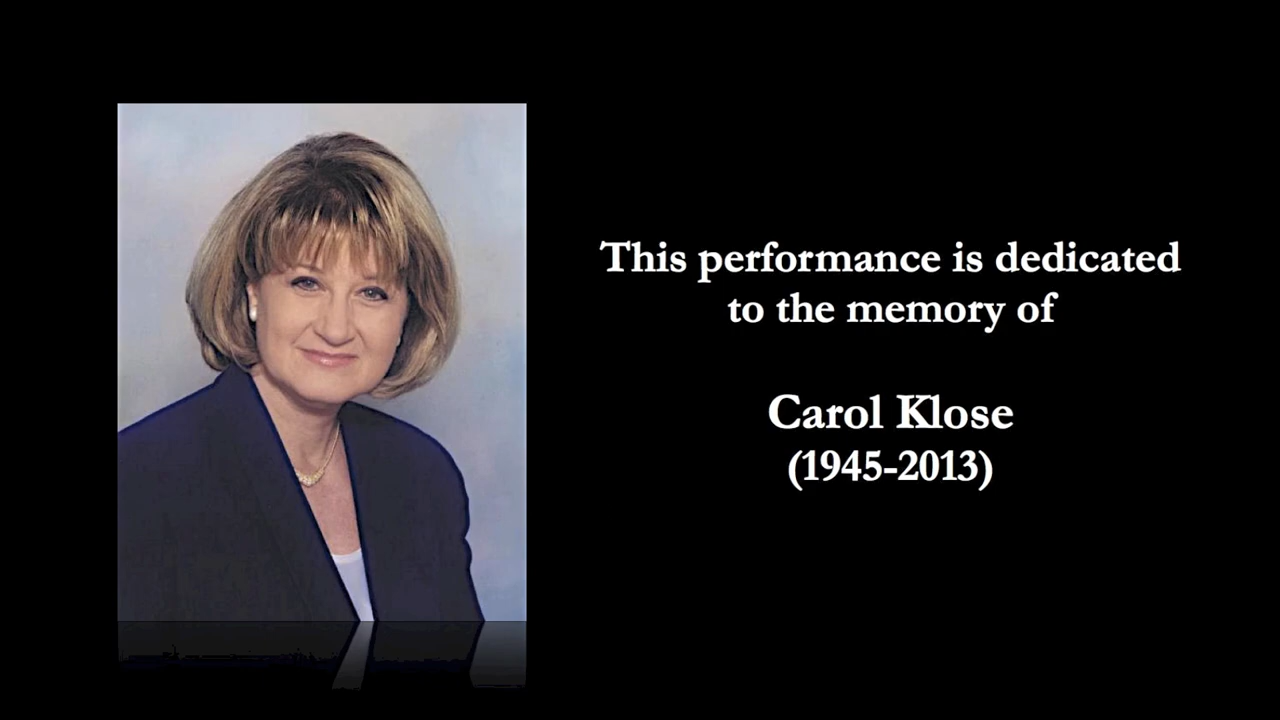 This performance is dedicated
to the memory of
Carol Klose
(1945-2013)